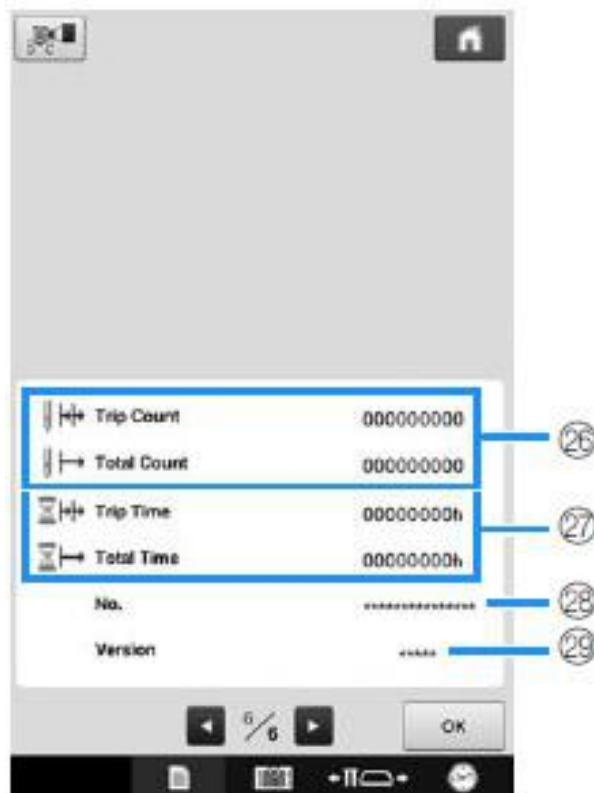 Trip Count 000000000
Total Count 000000000
㉖
Trip Time 00000000h
Total Time 00000000h
㉗
No. ***************
㉘
Version *****
㉙
6/6
OK